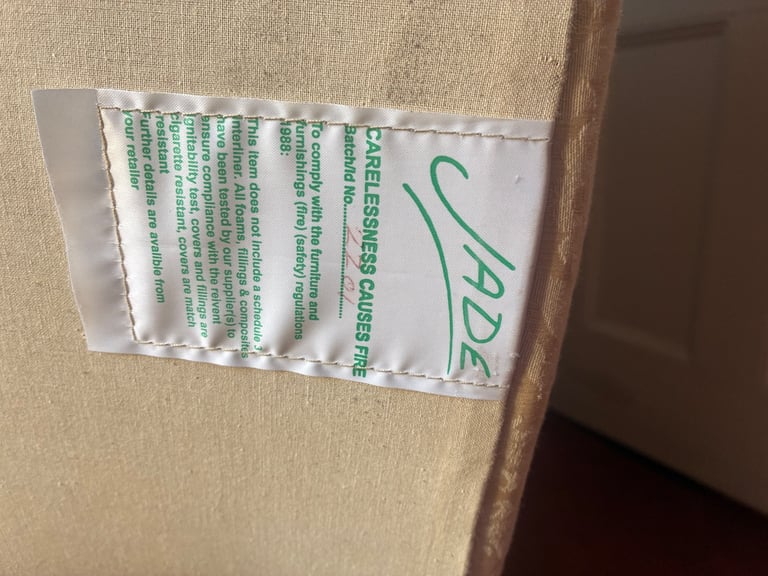 JADE
CARELESSNESS CAUSES FIRE
Batch/Id No.......................
To comply with the furniture and
furnishings (fire) (safety) regulations
1988:
This item does not include a schedule 3
interliner. All foams, fillings & composites
have been tested by our supplier(s) to
ensure compliance with the relvent
ignitability test, covers and fillings are
cigarette resistant, covers are match
resistant
Further details are availible from
your retailer